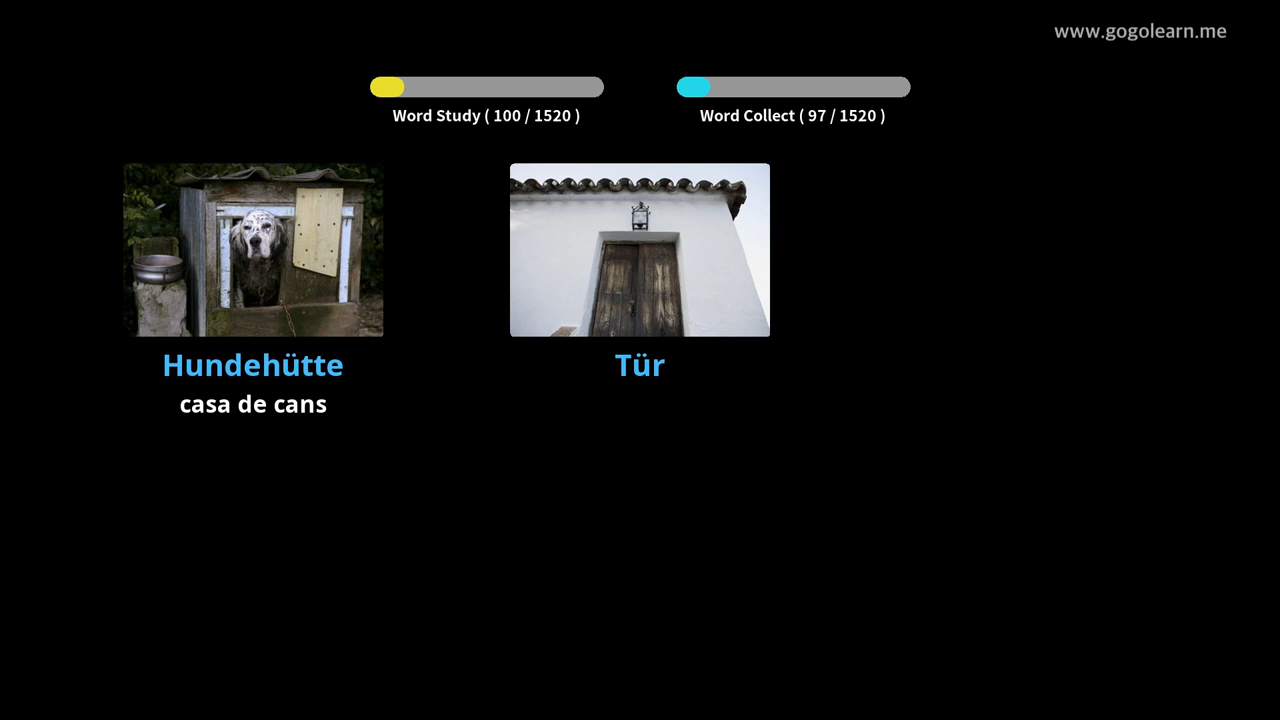 www.gogolearn.me
Word Study ( 100 / 1520 )
Word Collect ( 97 / 1520 )
Hundehütte
Tür
casa de cans